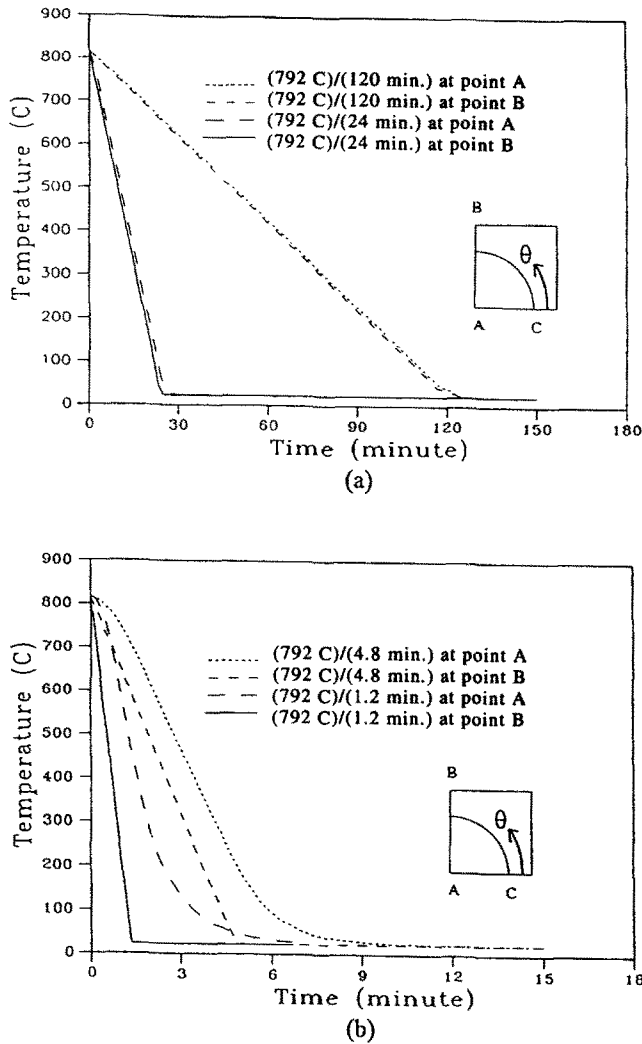 900
800
700
600
500
400
300
200
100
0
Temperature (C)
(792 C)/(120 min.) at point A
(792 C)/(120 min.) at point B
(792 C)/(24 min.) at point A
(792 C)/(24 min.) at point B
B
θ
A C
0 30 60 90 120 150 180
Time (minute)
(a)
900
800
700
600
500
400
300
200
100
0
Temperature (C)
(792 C)/(4.8 min.) at point A
(792 C)/(4.8 min.) at point B
(792 C)/(1.2 min.) at point A
(792 C)/(1.2 min.) at point B
B
θ
A C
0 3 6 9 12 15 18
Time (minute)
(b)